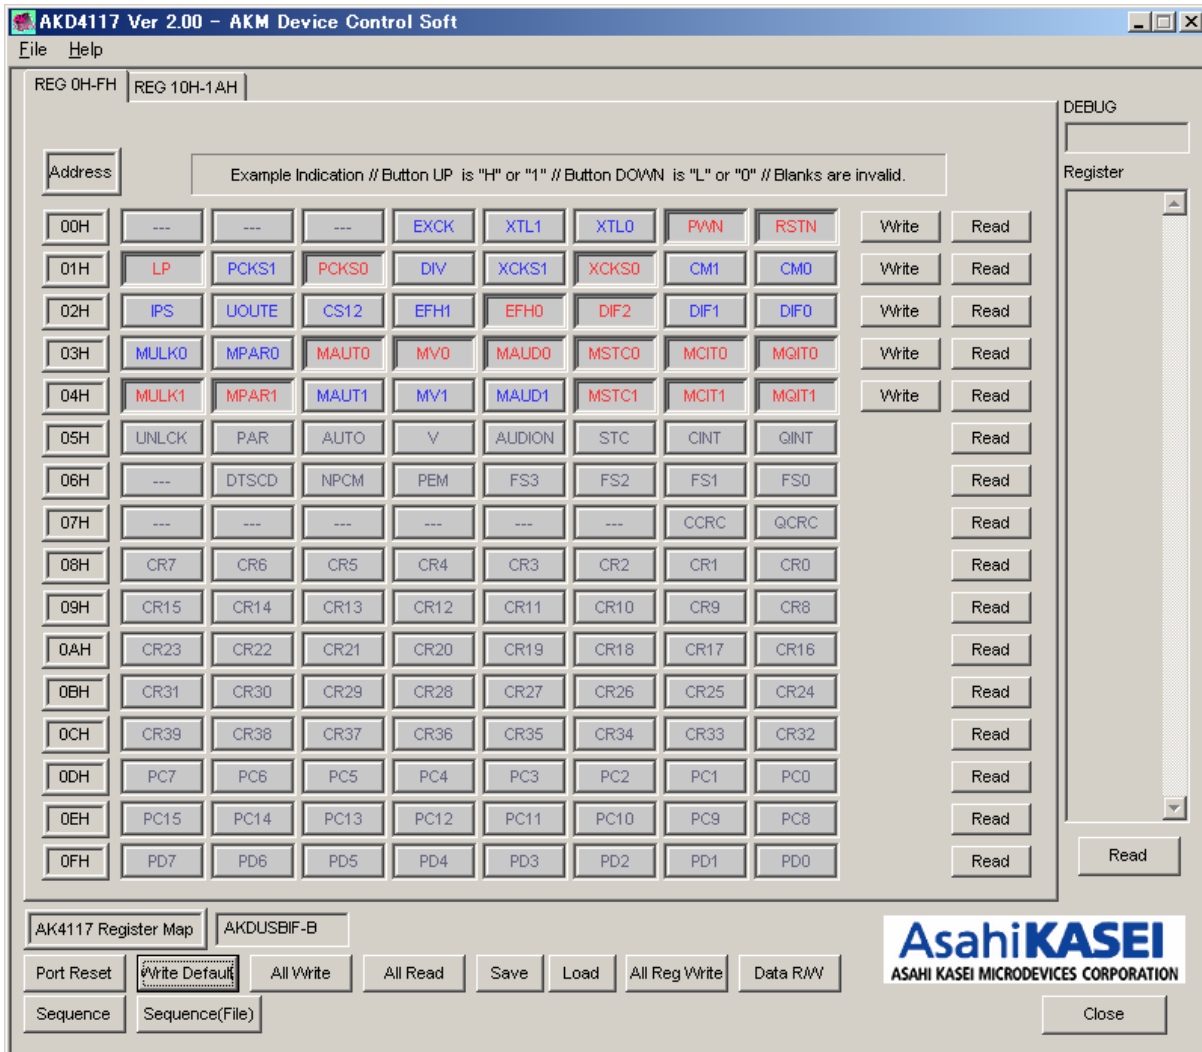 AKD4117 Ver 2.00 - AKM Device Control Soft
File Help
REG 0H-FH REG 10H-1AH
DEBUG
Address
Example Indication // Button UP is "H" or "1" // Button DOWN is "L" or "0" // Blanks are invalid.
Register
00H --- --- --- EXCK XTL1 XTL0 PWN RSTN Write Read
01H LP PCKS1 PCKS0 DIV XCKS1 XCKS0 CM1 CM0 Write Read
02H IPS UOUTE CS12 EFH1 EFH0 DIF2 DIF1 DIF0 Write Read
03H MULK0 MPAR0 MAUT0 MV0 MAUD0 MSTC0 MCIT0 MQIT0 Write Read
04H MULK1 MPAR1 MAUT1 MV1 MAUD1 MSTC1 MCIT1 MQIT1 Write Read
05H UNLCK PAR AUTO V AUDION STC CINT QINT Read
06H --- DTSCD NPCM PEM FS3 FS2 FS1 FS0 Read
07H --- --- --- --- --- --- CCRC QCRC Read
08H CR7 CR6 CR5 CR4 CR3 CR2 CR1 CR0 Read
09H CR15 CR14 CR13 CR12 CR11 CR10 CR9 CR8 Read
0AH CR23 CR22 CR21 CR20 CR19 CR18 CR17 CR16 Read
0BH CR31 CR30 CR29 CR28 CR27 CR26 CR25 CR24 Read
0CH CR39 CR38 CR37 CR36 CR35 CR34 CR33 CR32 Read
0DH PC7 PC6 PC5 PC4 PC3 PC2 PC1 PC0 Read
0EH PC15 PC14 PC13 PC12 PC11 PC10 PC9 PC8 Read
0FH PD7 PD6 PD5 PD4 PD3 PD2 PD1 PD0 Read
Read
AK4117 Register Map AKDUSBIF-B
AsahiKASEI
ASAHI KASEI MICRODEVICES CORPORATION
Port Reset Write Default All Write All Read Save Load All Reg Write Data R/W
Sequence Sequence(File) Close